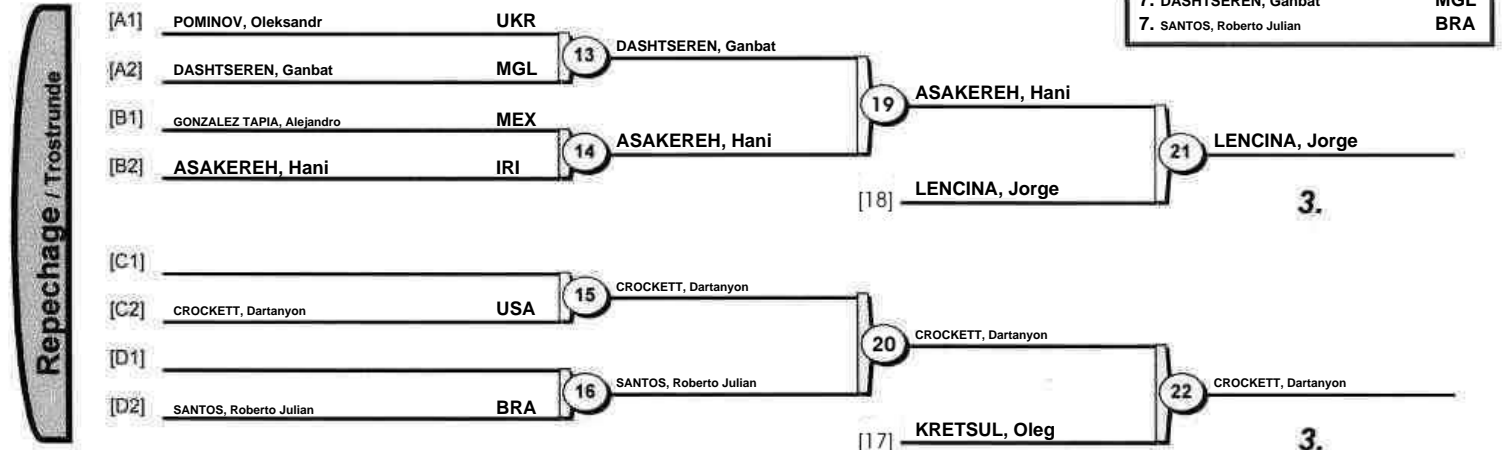 7. DASHTSEREN, Ganbat MGL
7. SANTOS, Roberto Julian BRA
Repechage / Trostrunde
[A1] POMINOV, Oleksandr UKR
13 DASHTSEREN, Ganbat
[A2] DASHTSEREN, Ganbat MGL
19 ASAKEREH, Hani
[B1] GONZALEZ TAPIA, Alejandro MEX
14 ASAKEREH, Hani
21 LENCINA, Jorge
[B2] ASAKEREH, Hani IRI
[18] LENCINA, Jorge
3.
[C1]
15 CROCKETT, Dartanyon
[C2] CROCKETT, Dartanyon USA
20 CROCKETT, Dartanyon
[D1]
16 SANTOS, Roberto Julian
22 CROCKETT, Dartanyon
[D2] SANTOS, Roberto Julian BRA
[17] KRETSUL, Oleg
3.